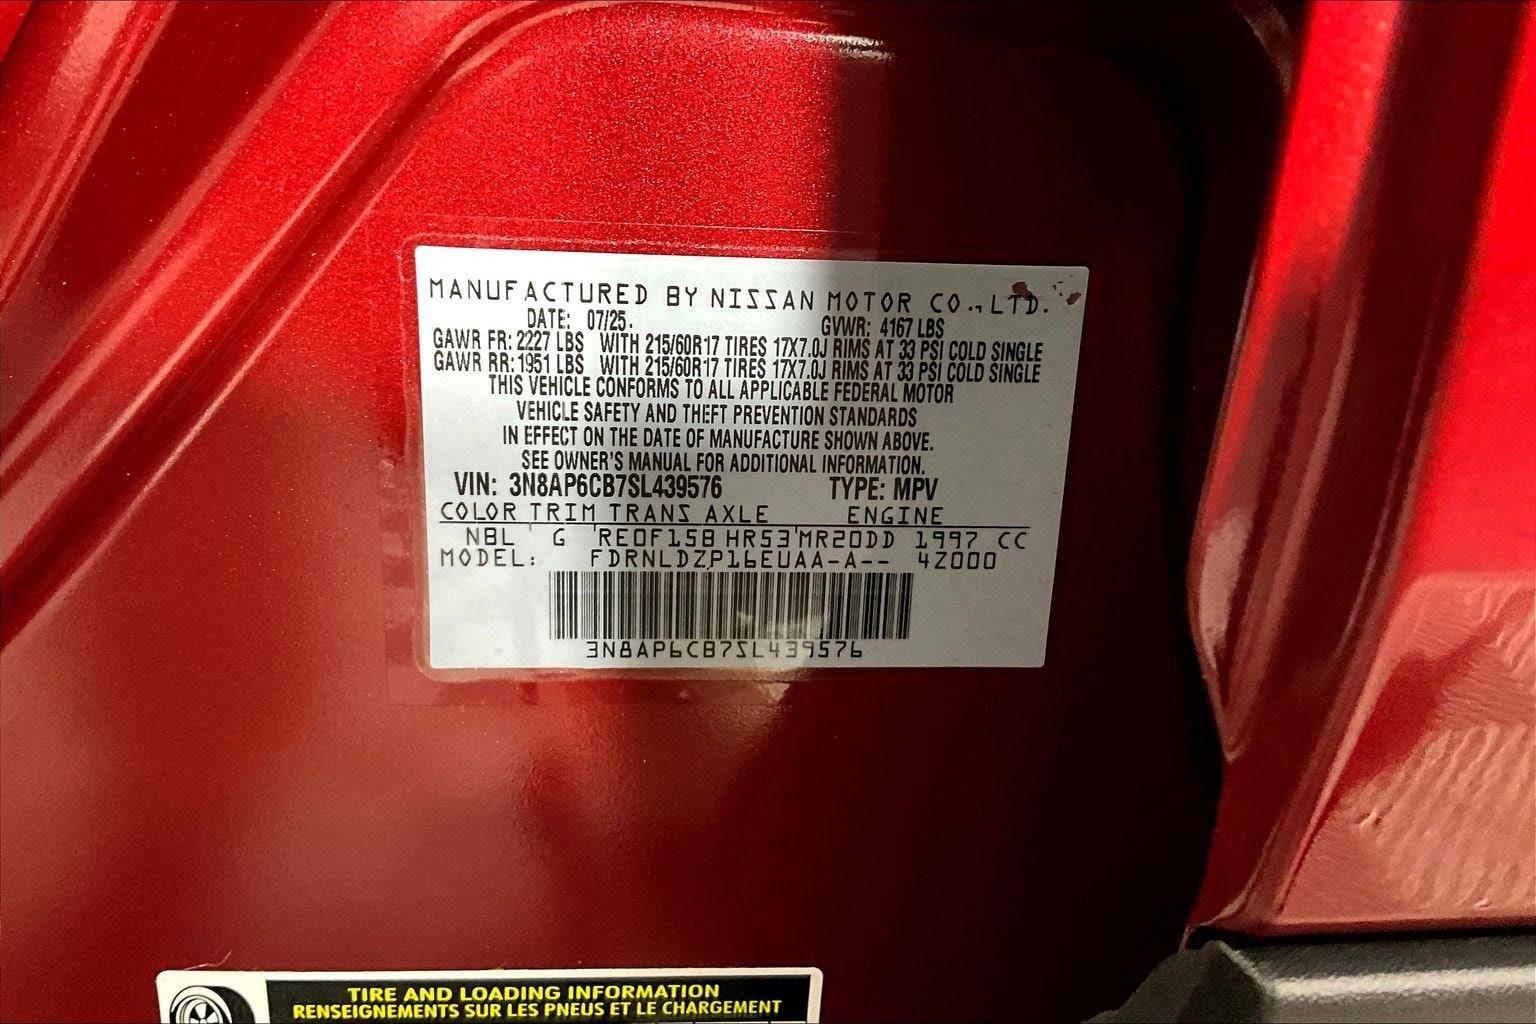 MANUFACTURED BY NISSAN MOTOR CO., LTD.
DATE: 07/25. GVWR: 4167 LBS
GAWR FR: 2227 LBS WITH 215/60R17 TIRES 17X7.0J RIMS AT 33 PSI COLD SINGLE
GAWR RR: 1951 LBS WITH 215/60R17 TIRES 17X7.0J RIMS AT 33 PSI COLD SINGLE
THIS VEHICLE CONFORMS TO ALL APPLICABLE FEDERAL MOTOR
VEHICLE SAFETY AND THEFT PREVENTION STANDARDS
IN EFFECT ON THE DATE OF MANUFACTURE SHOWN ABOVE.
SEE OWNER'S MANUAL FOR ADDITIONAL INFORMATION.
VIN: 3N8AP6CB7SL439576 TYPE: MPV
COLOR TRIM TRANS AXLE ENGINE
NBL G RE0F15B HR53 MR20DD 1997 CC
MODEL: FDRNLDZP16EUAA-A-- 4Z000
3N8AP6CB7SL439576
TIRE AND LOADING INFORMATION
RENSEIGNEMENTS SUR LES PNEUS ET LE CHARGEMENT